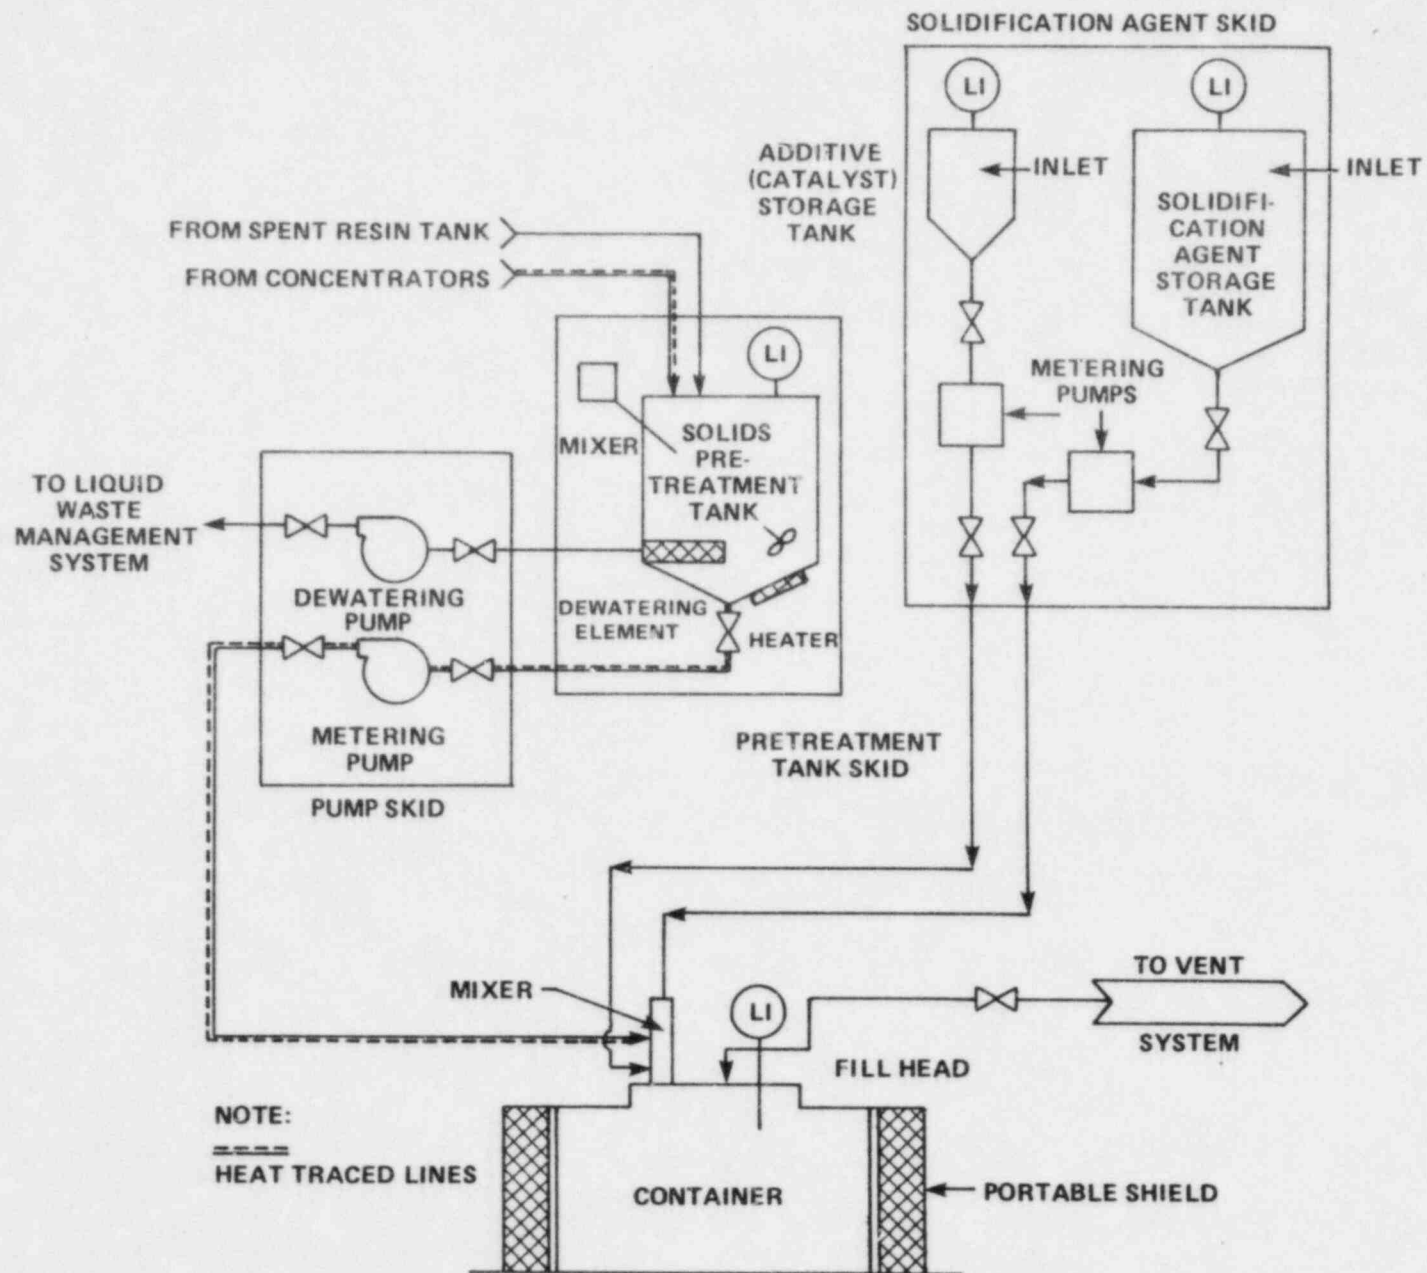 SOLIDIFICATION AGENT SKID
LI
LI
ADDITIVE
(CATALYST)
STORAGE
TANK
INLET
INLET
SOLIDIFI-
CATION
AGENT
STORAGE
TANK
METERING
PUMPS
FROM SPENT RESIN TANK
FROM CONCENTRATORS
LI
MIXER
SOLIDS
PRE-
TREATMENT
TANK
TO LIQUID
WASTE
MANAGEMENT
SYSTEM
DEWATERING
PUMP
DEWATERING
ELEMENT
HEATER
METERING
PUMP
PUMP SKID
PRETREATMENT
TANK SKID
MIXER
LI
TO VENT
SYSTEM
FILL HEAD
NOTE:
HEAT TRACED LINES
CONTAINER
PORTABLE SHIELD